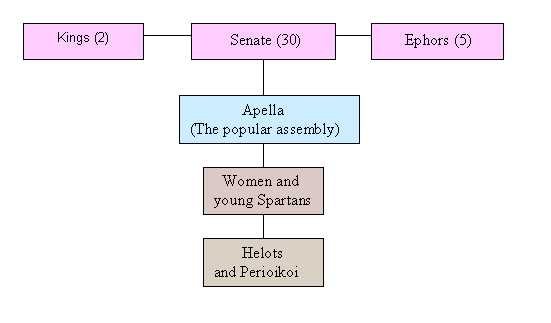 Kings (2)
Senate (30)
Ephors (5)
Apella
(The popular assembly)
Women and
young Spartans
Helots
and Perioikoi